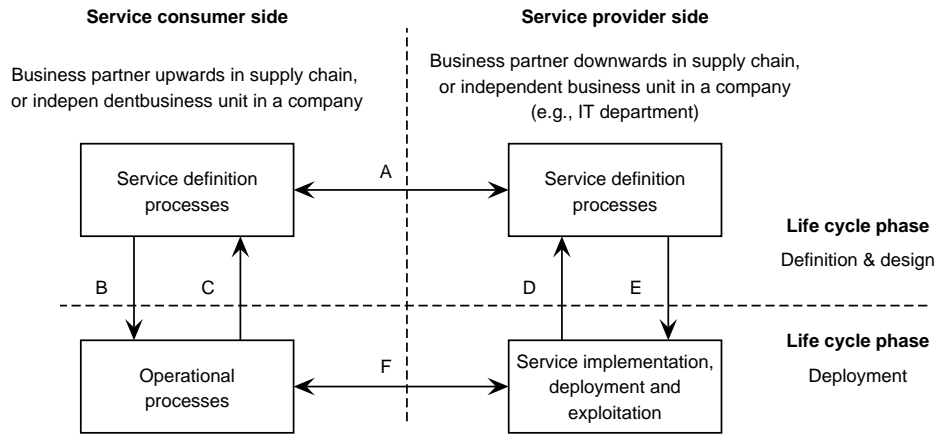 Service consumer side
Service provider side
Business partner upwards in supply chain,
or indepen dentbusiness unit in a company
Business partner downwards in supply chain,
or independent business unit in a company
(e.g., IT department)
Service definition
processes
A
Service definition
processes
Life cycle phase
Definition & design
B
C
D
E
Operational
processes
F
Service implementation,
deployment and
exploitation
Life cycle phase
Deployment